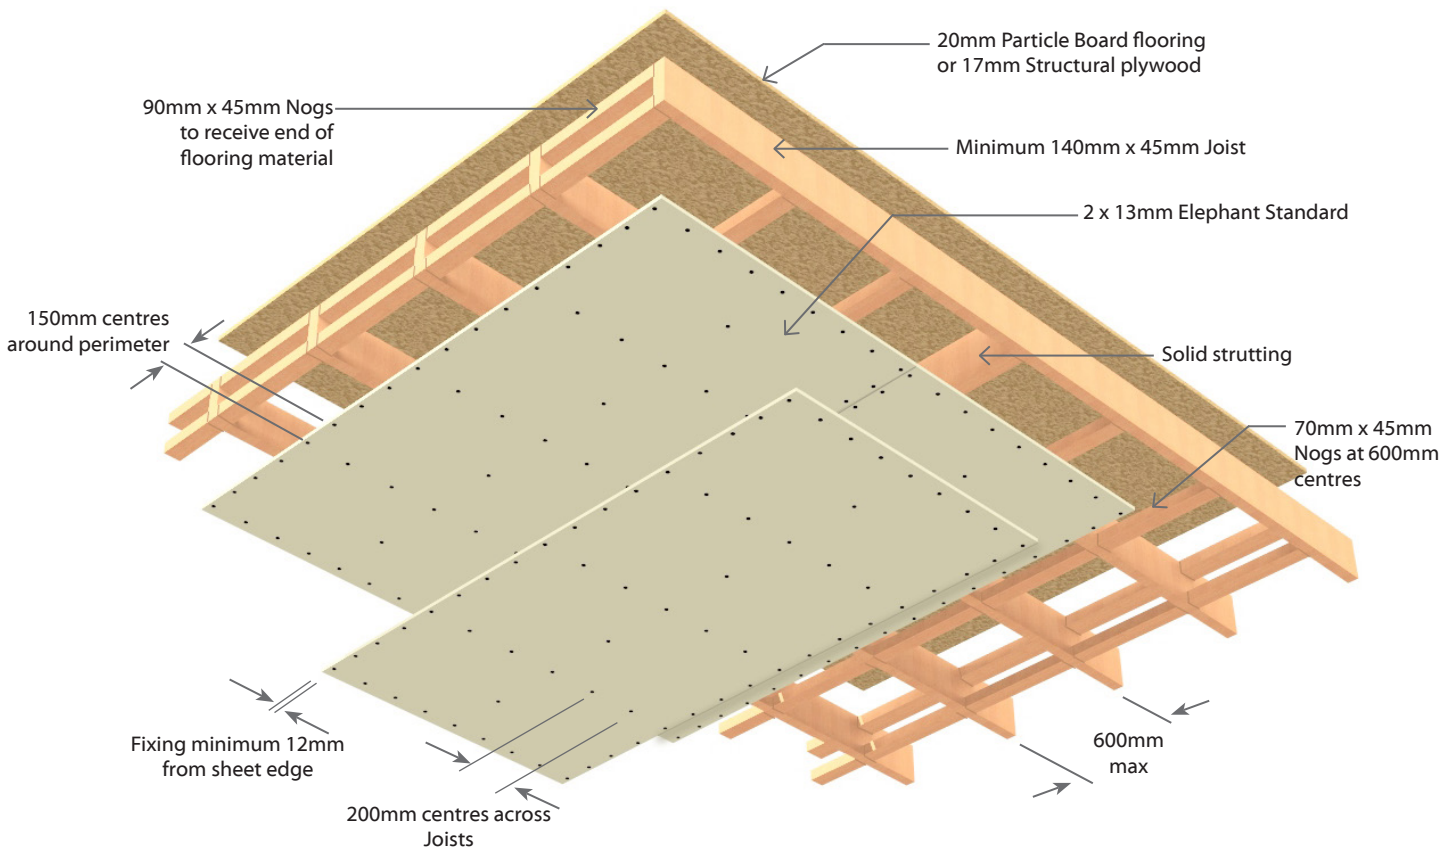 20mm Particle Board flooring
or 17mm Structural plywood
90mm x 45mm Nogs
to receive end of
flooring material
Minimum 140mm x 45mm Joist
2 x 13mm Elephant Standard
150mm centres
around perimeter
Solid strutting
70mm x 45mm
Nogs at 600mm
centres
Fixing minimum 12mm
from sheet edge
600mm
max
200mm centres across
Joists